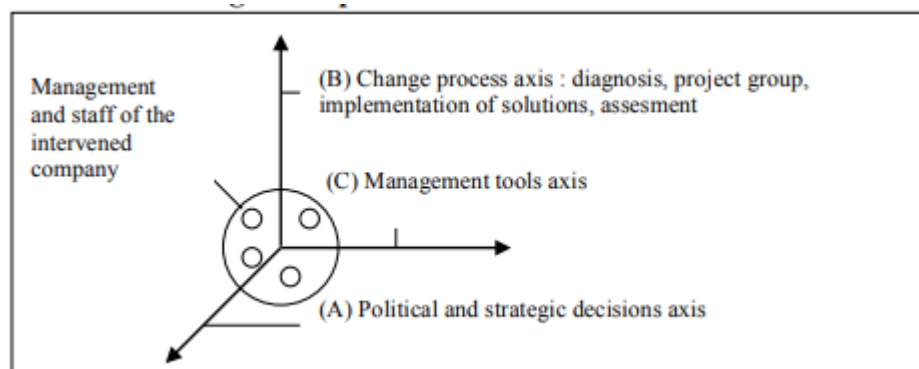 Management
and staff of the
intervened
company
(B) Change process axis : diagnosis, project group,
implementation of solutions, assesment
(C) Management tools axis
(A) Political and strategic decisions axis